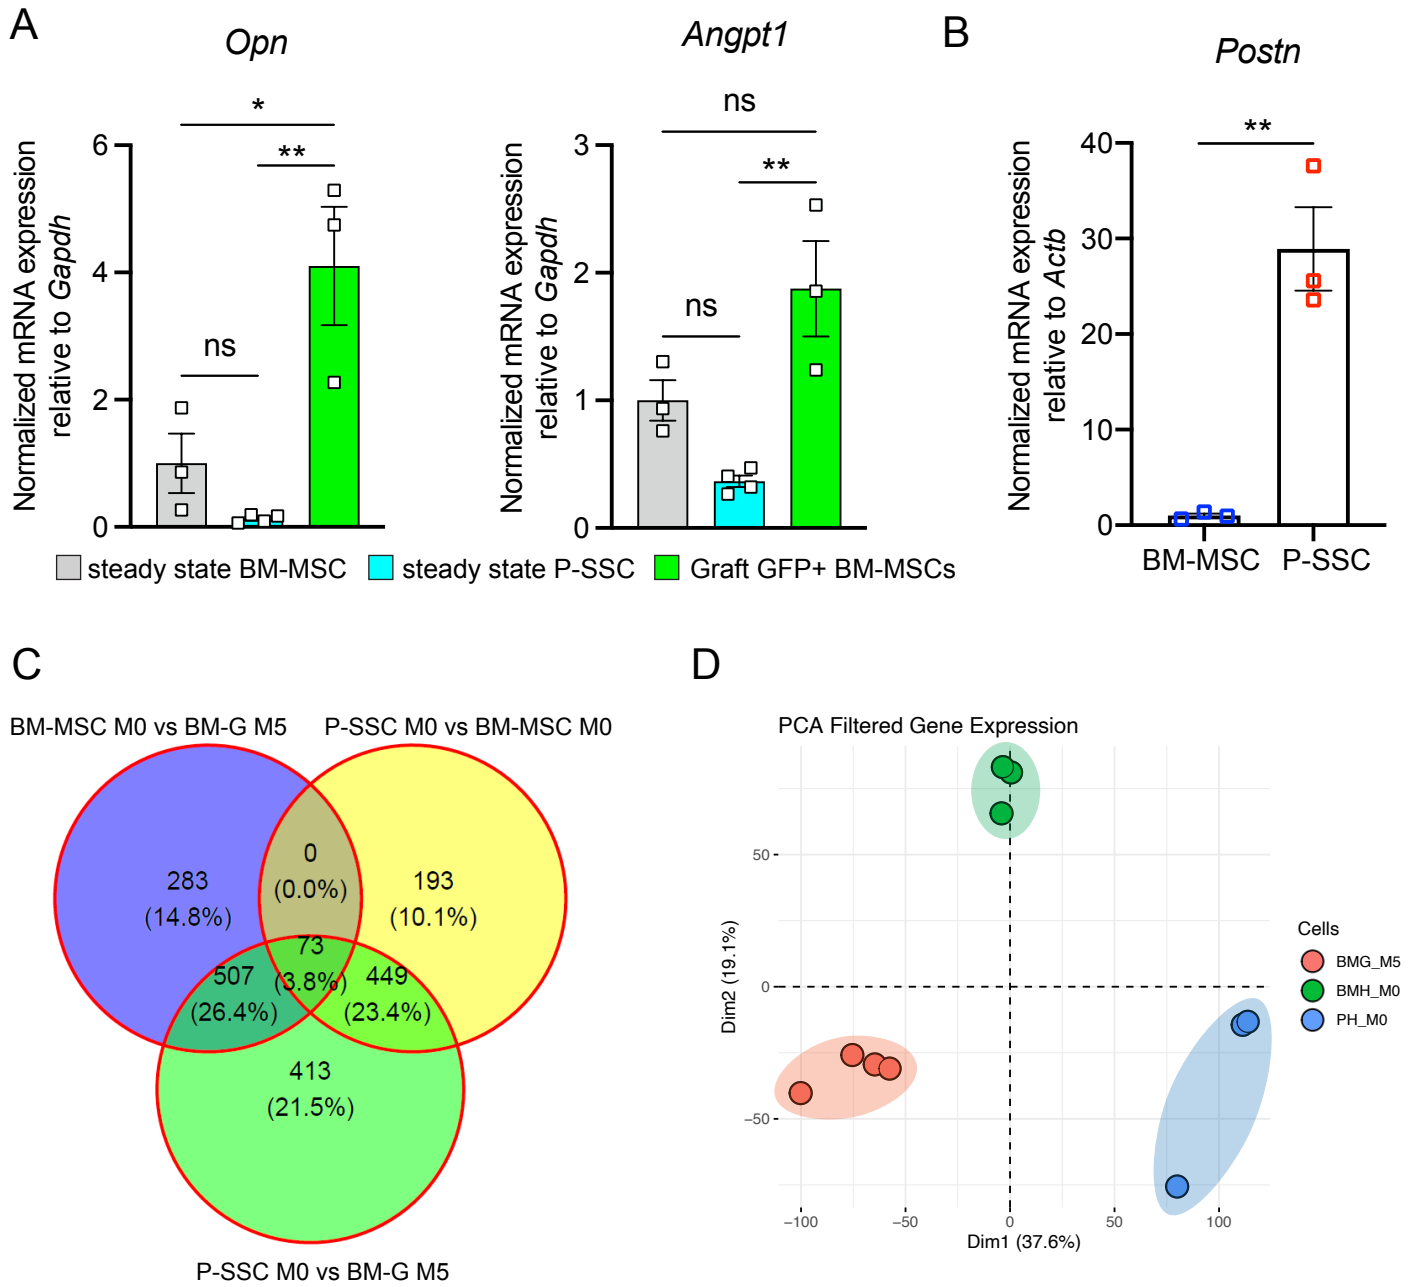 A
Opn
Normalized mRNA expression
relative to Gapdh
6
4
2
0
*
**
ns
Angpt1
Normalized mRNA expression
relative to Gapdh
3
2
1
0
ns
**
ns
steady state BM-MSC
steady state P-SSC
Graft GFP+ BM-MSCs
B
Postn
Normalized mRNA expression
relative to Actb
40
30
20
10
0
**
BM-MSC
P-SSC
C
BM-MSC M0 vs BM-G M5
P-SSC M0 vs BM-MSC M0
0
(0.0%)
283
(14.8%)
193
(10.1%)
73
(3.8%)
507
(26.4%)
449
(23.4%)
413
(21.5%)
P-SSC M0 vs BM-G M5
D
PCA Filtered Gene Expression
Dim2 (19.1%)
50
0
−50
−100
−50
0
50
100
Dim1 (37.6%)
Cells
BMG_M5
BMH_M0
PH_M0